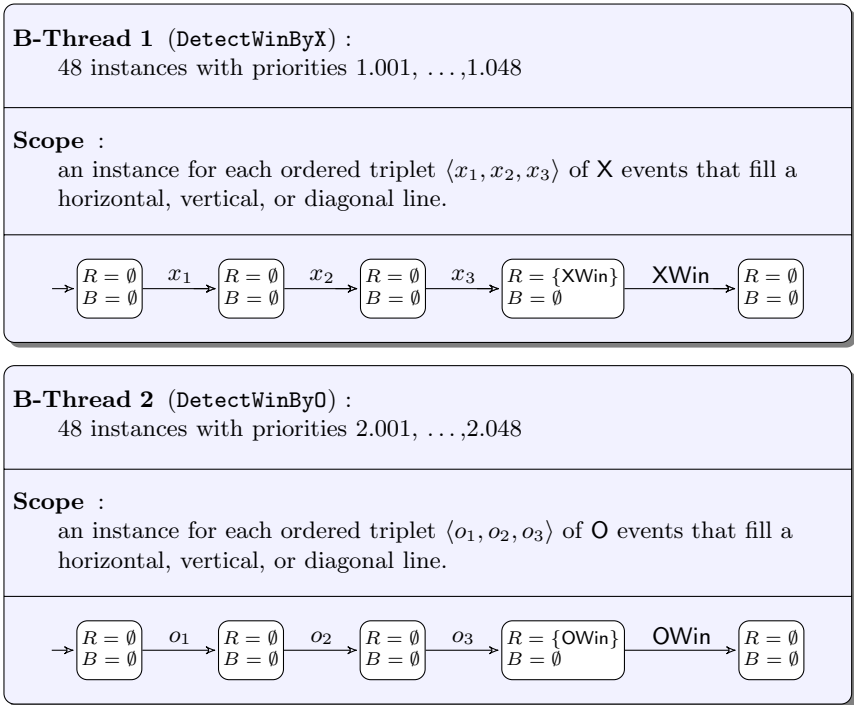 B-Thread 1 (DetectWinByX) :
48 instances with priorities 1.001, …,1.048
Scope :
an instance for each ordered triplet ⟨x₁, x₂, x₃⟩ of X events that fill a
horizontal, vertical, or diagonal line.
R = ∅ x₁ R = ∅ x₂ R = ∅ x₃ R = {XWin} XWin R = ∅
B = ∅ B = ∅ B = ∅ B = ∅ B = ∅
B-Thread 2 (DetectWinByO) :
48 instances with priorities 2.001, …,2.048
Scope :
an instance for each ordered triplet ⟨o₁, o₂, o₃⟩ of O events that fill a
horizontal, vertical, or diagonal line.
R = ∅ o₁ R = ∅ o₂ R = ∅ o₃ R = {OWin} OWin R = ∅
B = ∅ B = ∅ B = ∅ B = ∅ B = ∅